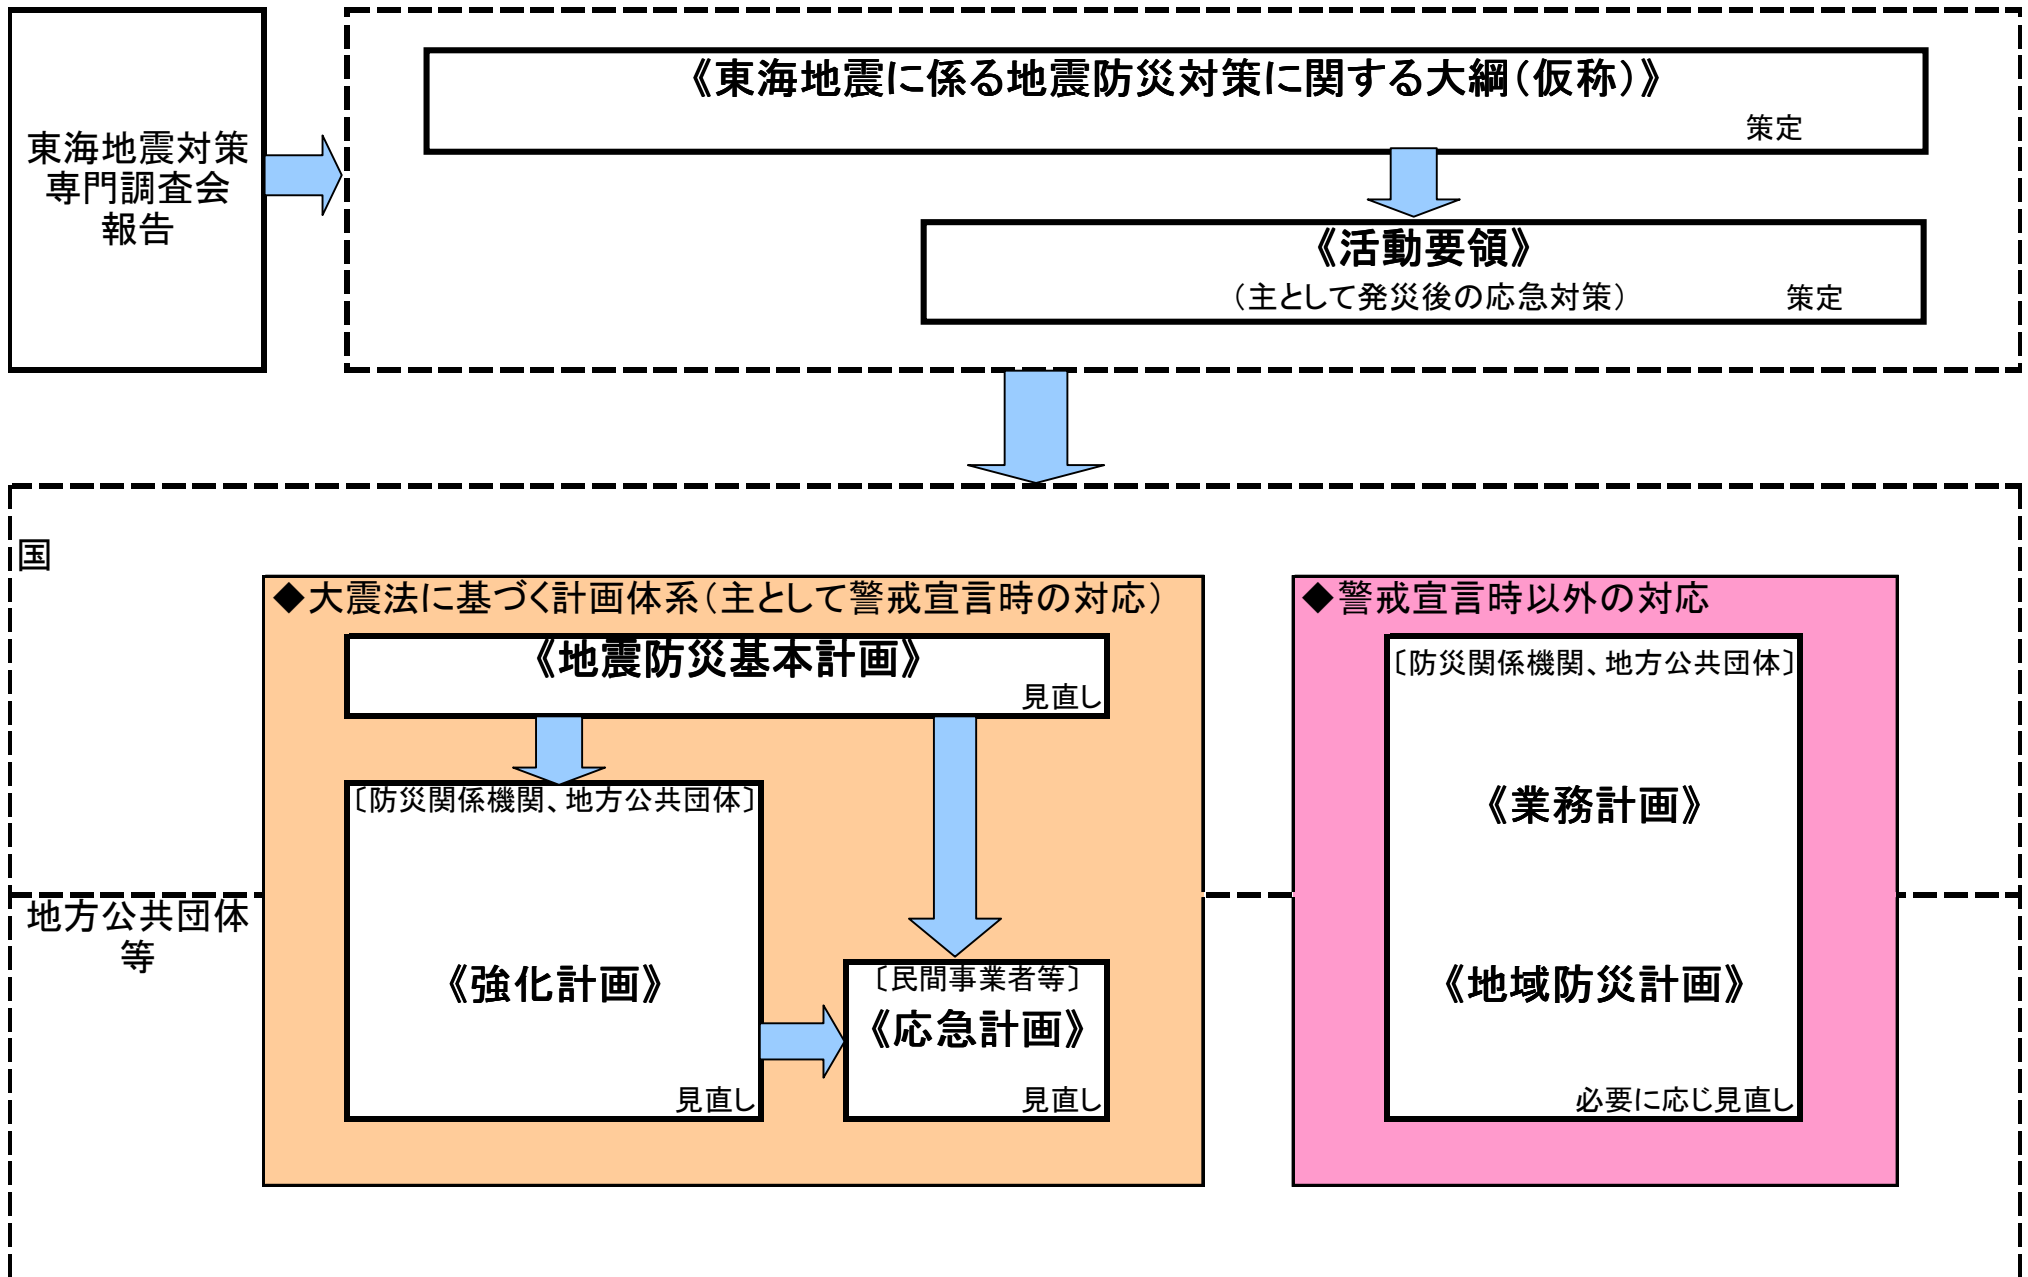 東海地震対策
専門調査会
報告
《東海地震に係る地震防災対策に関する大綱（仮称）》
策定
《活動要領》
（主として発災後の応急対策）　策定
国
◆大震法に基づく計画体系（主として警戒宣言時の対応）
《地震防災基本計画》
見直し
〔防災関係機関、地方公共団体〕
《強化計画》
見直し
〔民間事業者等〕
《応急計画》
見直し
◆警戒宣言時以外の対応
〔防災関係機関、地方公共団体〕
《業務計画》
《地域防災計画》
必要に応じ見直し
地方公共団体
等